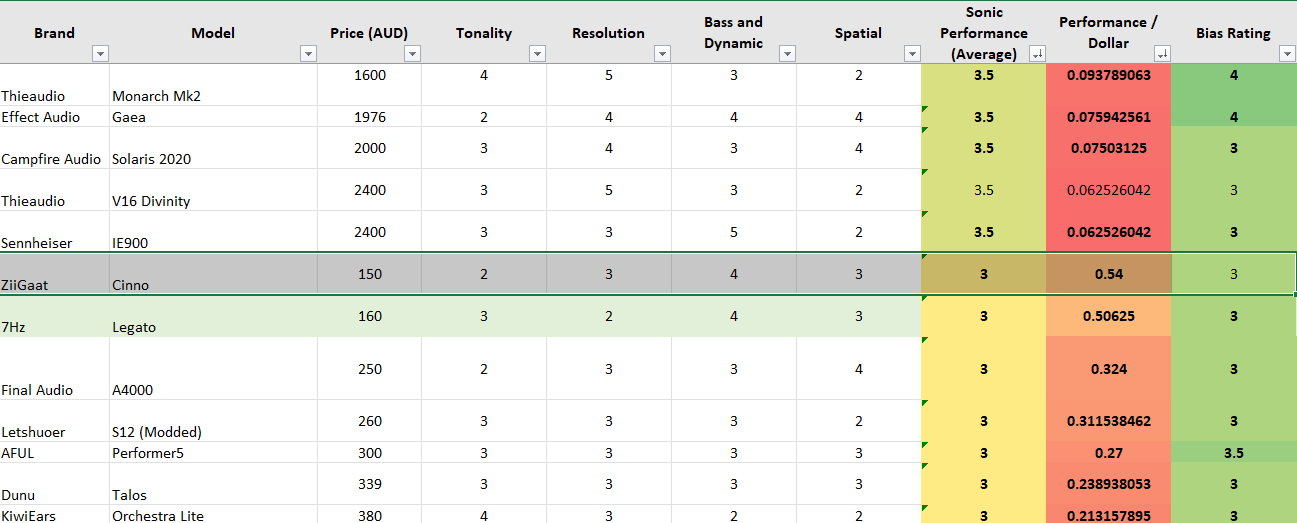 Brand Model Price (AUD) Tonality Resolution Bass and Dynamic Spatial Sonic Performance (Average) Performance / Dollar Bias Rating
Thieaudio Monarch Mk2 1600 4 5 3 2 3.5 0.093789063 4
Effect Audio Gaea 1976 2 4 4 4 3.5 0.075942561 4
Campfire Audio Solaris 2020 2000 3 4 3 4 3.5 0.07503125 3
Thieaudio V16 Divinity 2400 3 5 3 2 3.5 0.062526042 3
Sennheiser IE900 2400 3 3 5 2 3.5 0.062526042 3
ZiiGaat Cinno 150 2 3 4 3 3 0.54 3
7Hz Legato 160 3 2 4 3 3 0.50625 3
Final Audio A4000 250 2 3 3 4 3 0.324 3
Letshuoer S12 (Modded) 260 3 3 3 2 3 0.311538462 3
AFUL Performer5 300 3 3 3 3 3 0.27 3.5
Dunu Talos 339 3 3 3 3 3 0.238938053 3
KiwiEars Orchestra Lite 380 4 3 2 2 3 0.213157895 3